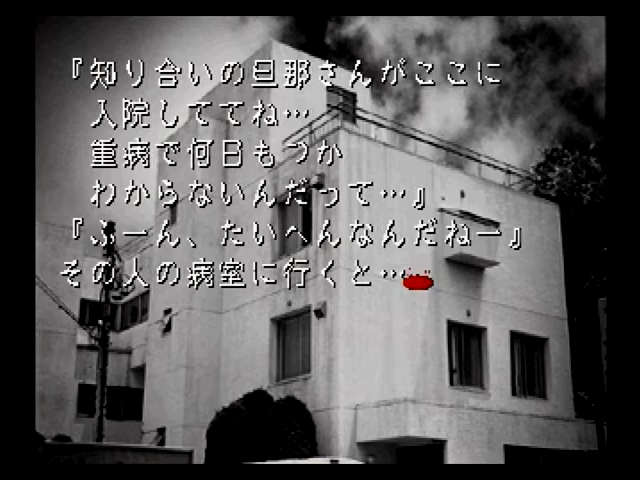 『知り合いの旦那さんがここに
入院しててね…
重病で何日もつか
わからないんだって…』
『ふーん、たいへんなんだねー』
その人の病室に行くと…